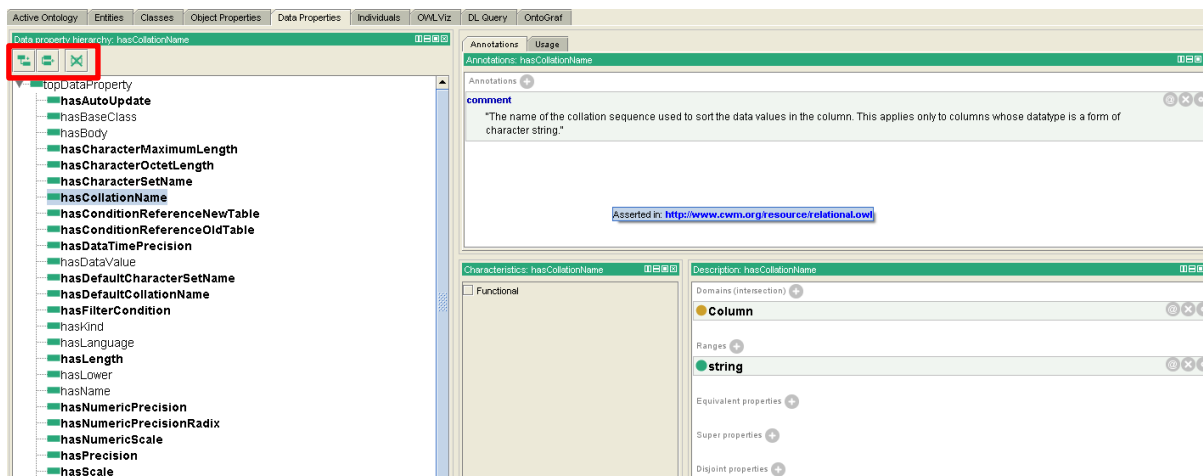 Active Ontology Entities Classes Object Properties Data Properties Individuals OWLViz DL Query OntoGraf
Data property hierarchy: hasCollationName
topDataProperty
hasAutoUpdate
hasBaseClass
hasBody
hasCharacterMaximumLength
hasCharacterOctetLength
hasCharacterSetName
hasCollationName
hasConditionReferenceNewTable
hasConditionReferenceOldTable
hasDataTimePrecision
hasDataValue
hasDefaultCharacterSetName
hasDefaultCollationName
hasFilterCondition
hasKind
hasLanguage
hasLength
hasLower
hasName
hasNumericPrecision
hasNumericPrecisionRadix
hasNumericScale
hasPrecision
hasScale
Annotations Usage
Annotations: hasCollationName
Annotations
comment
"The name of the collation sequence used to sort the data values in the column. This applies only to columns whose datatype is a form of
character string."
Asserted in: http://www.cwm.org/resource/relational.owl
Characteristics: hasCollationName
Functional
Description: hasCollationName
Domains (intersection)
Column
Ranges
string
Equivalent properties
Super properties
Disjoint properties